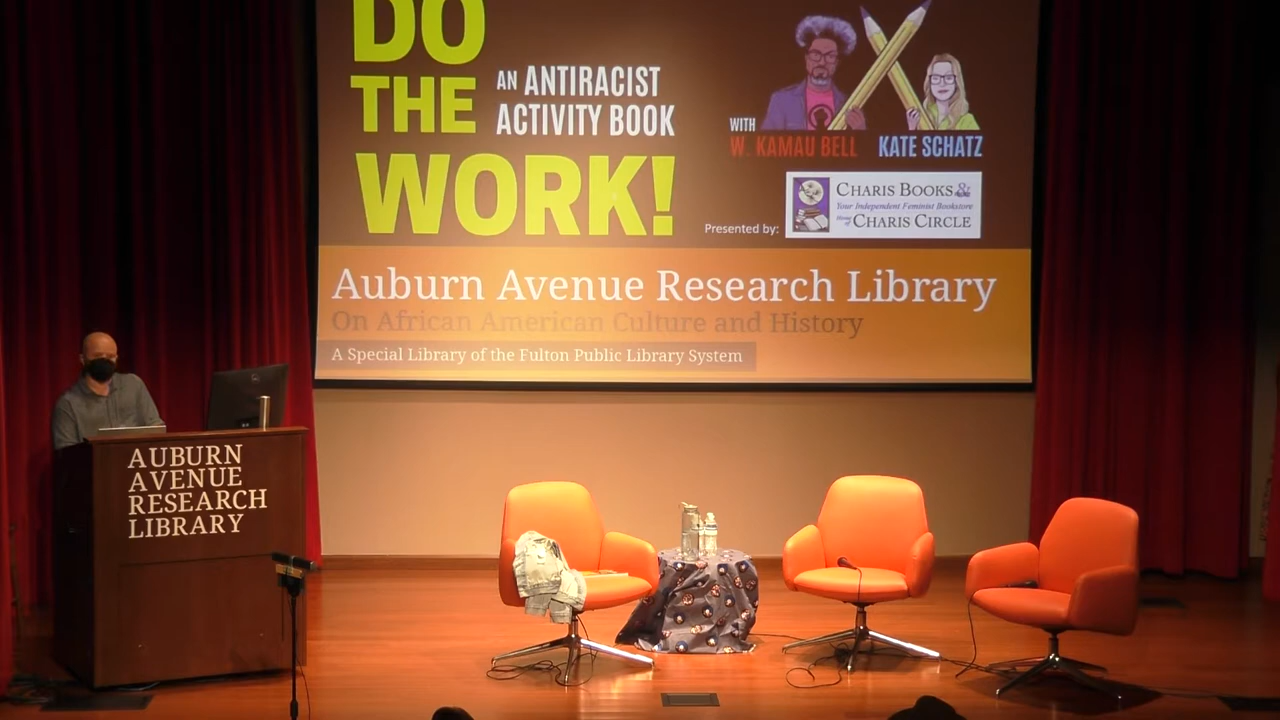 DO
THE
WORK!
AN ANTIRACIST
ACTIVITY BOOK
WITH
W. KAMAU BELL
KATE SCHATZ
Presented by:
CHARIS BOOKS &
Your Independent Feminist Bookstore
Home of CHARIS CIRCLE
Auburn Avenue Research Library
On African American Culture and History
A Special Library of the Fulton Public Library System
AUBURN
AVENUE
RESEARCH
LIBRARY